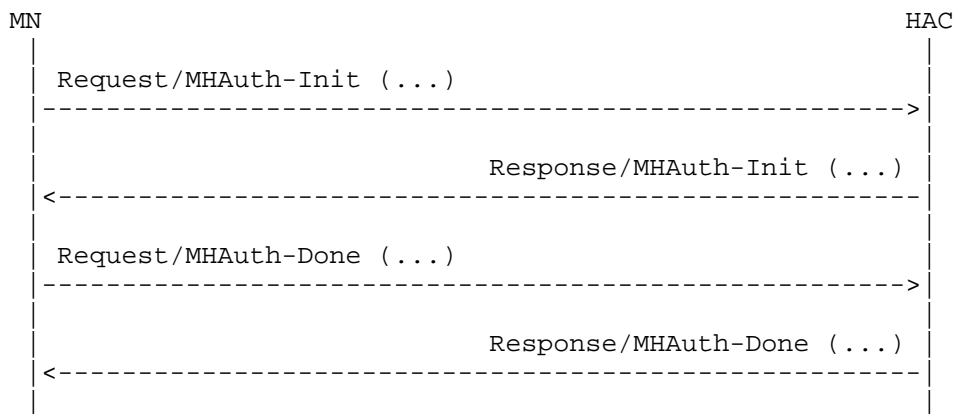 MN HAC
Request/MHAuth-Init (...)
Response/MHAuth-Init (...)
Request/MHAuth-Done (...)
Response/MHAuth-Done (...)